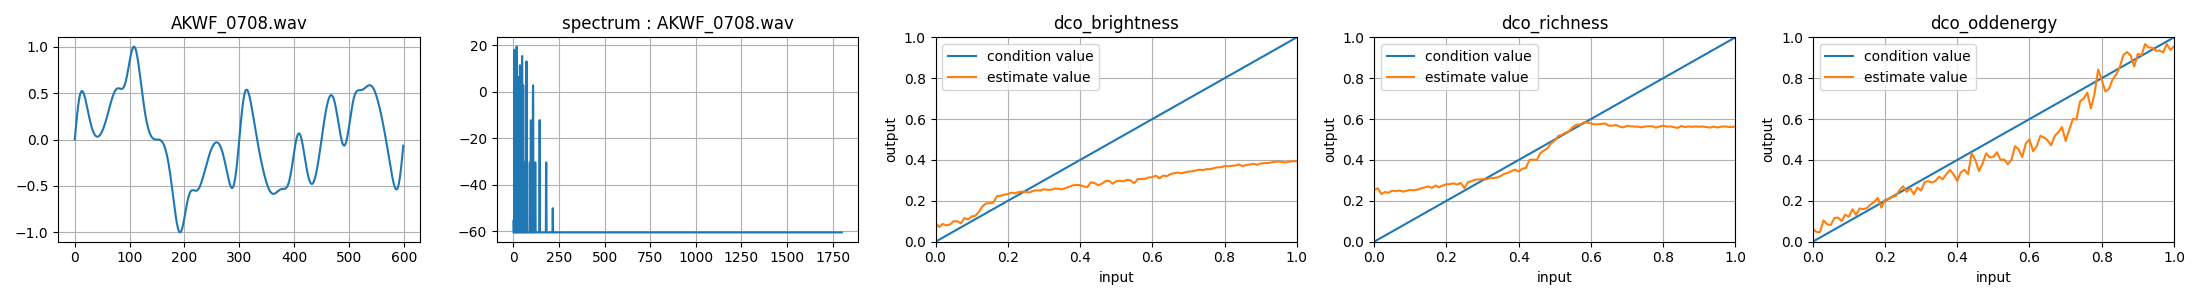 AKWF_0708.wav
1.0
0.5
0.0
−0.5
−1.0
0 100 200 300 400 500 600
spectrum : AKWF_0708.wav
20
0
−20
−40
−60
0 250 500 750 1000 1250 1500 1750
dco_brightness
condition value
estimate value
output
1.0
0.8
0.6
0.4
0.2
0.0
0.0 0.2 0.4 0.6 0.8 1.0
input
dco_richness
condition value
estimate value
output
1.0
0.8
0.6
0.4
0.2
0.0
0.0 0.2 0.4 0.6 0.8 1.0
input
dco_oddenergy
condition value
estimate value
output
1.0
0.8
0.6
0.4
0.2
0.0
0.0 0.2 0.4 0.6 0.8 1.0
input